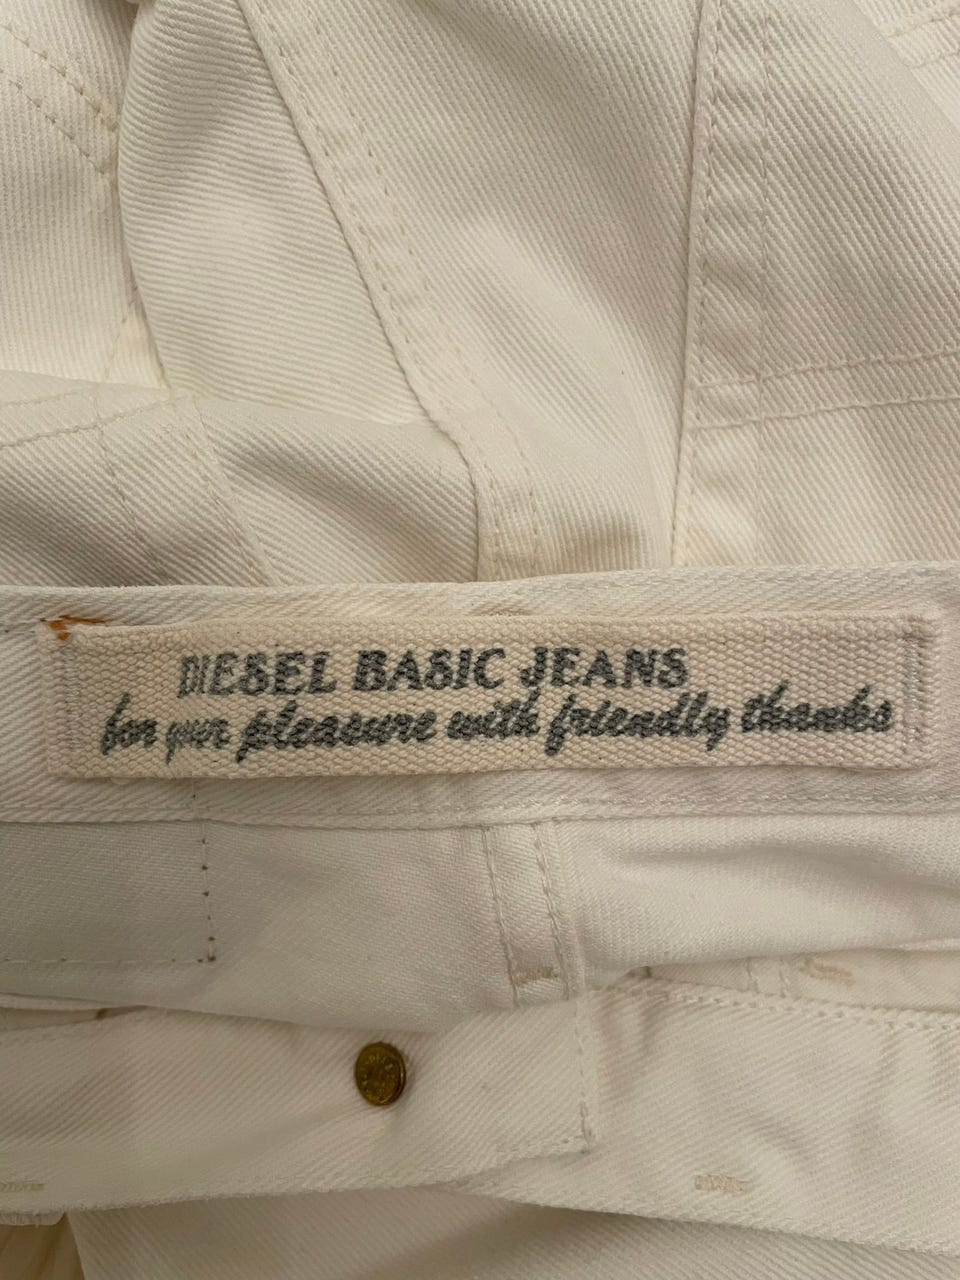 DIESEL BASIC JEANS
for your pleasure with friendly thanks